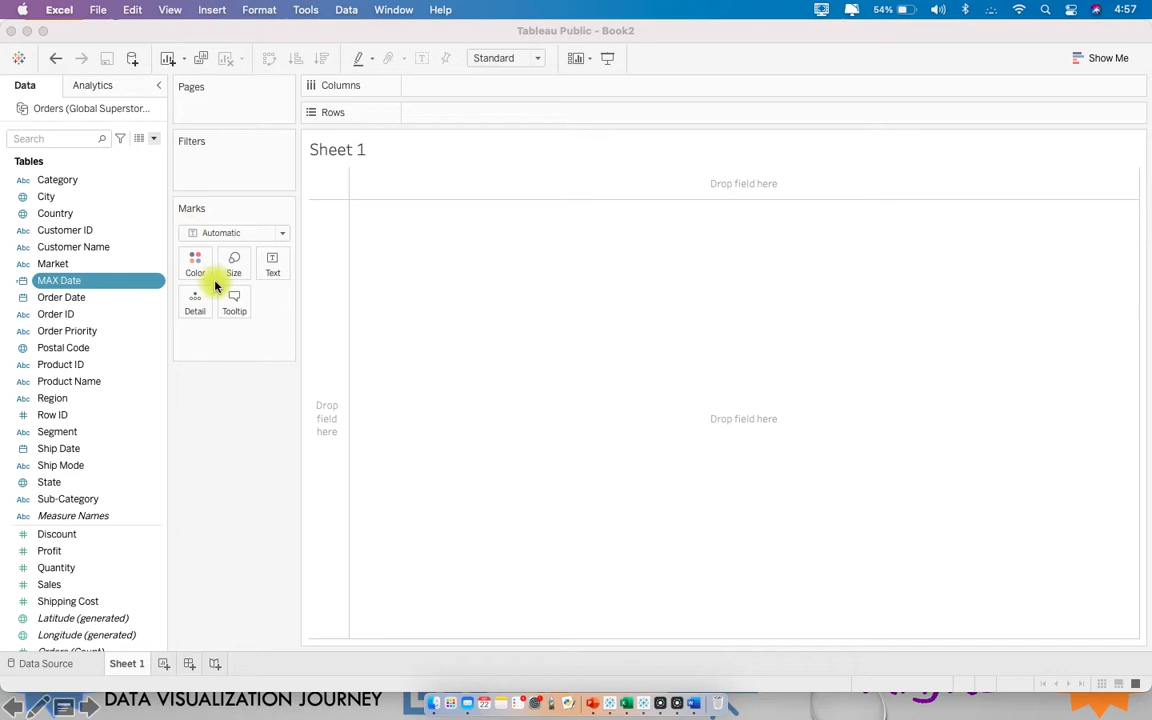 Excel File Edit View Insert Format Tools Data Window Help 54% 4:57
Tableau Public - Book2
Standard
Show Me
Data Analytics
Pages
Columns
Orders (Global Superstor...
Rows
Search
Filters
Sheet 1
Tables
Category
Drop field here
City
Country
Marks
Customer ID
Automatic
Customer Name
Market
Color Size Text
MAX Date
Order Date
Detail Tooltip
Order ID
Order Priority
Postal Code
Product ID
Product Name
Region
Drop
field
here
Drop field here
Row ID
Segment
Ship Date
Ship Mode
State
Sub-Category
Measure Names
Discount
Profit
Quantity
Sales
Shipping Cost
Latitude (generated)
Longitude (generated)
Orders (Count)
Data Source Sheet 1
DATA VISUALIZATION JOURNEY